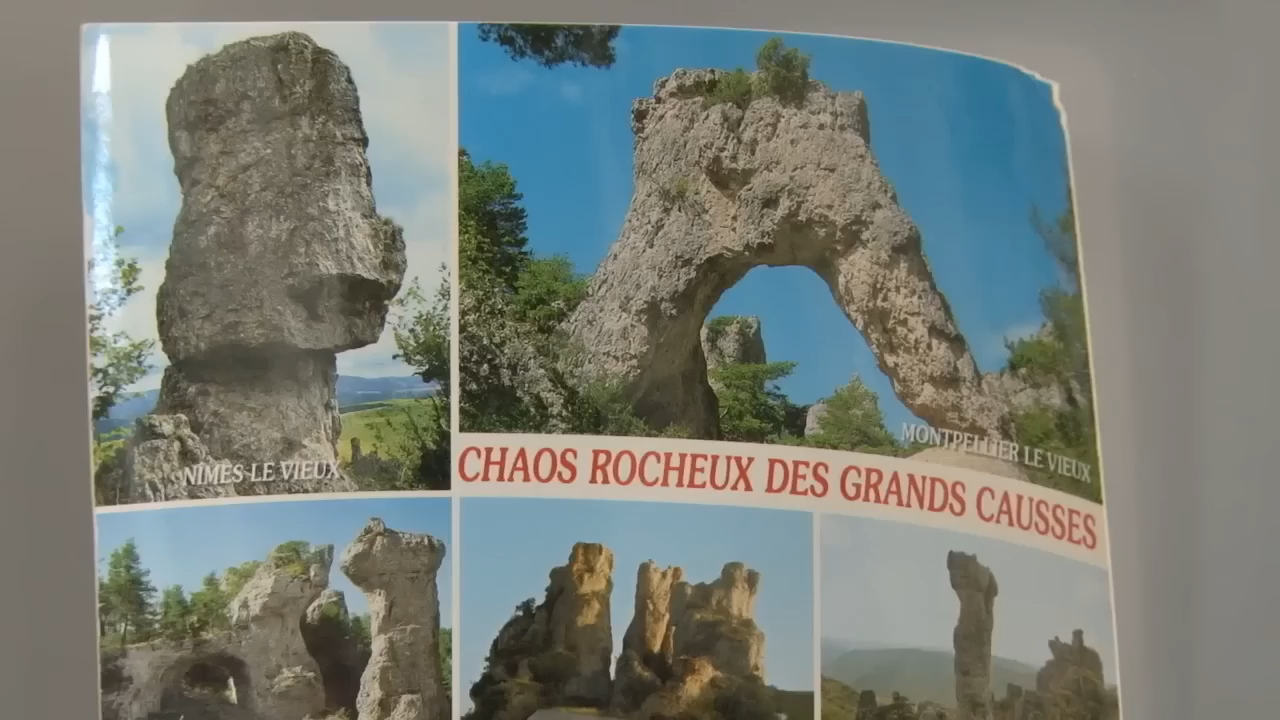 NIMES LE VIEUX
MONTPELLIER LE VIEUX
CHAOS ROCHEUX DES GRANDS CAUSSES